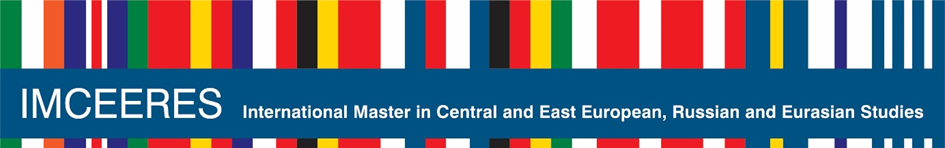 IMCEERES International Master in Central and East European, Russian and Eurasian Studies